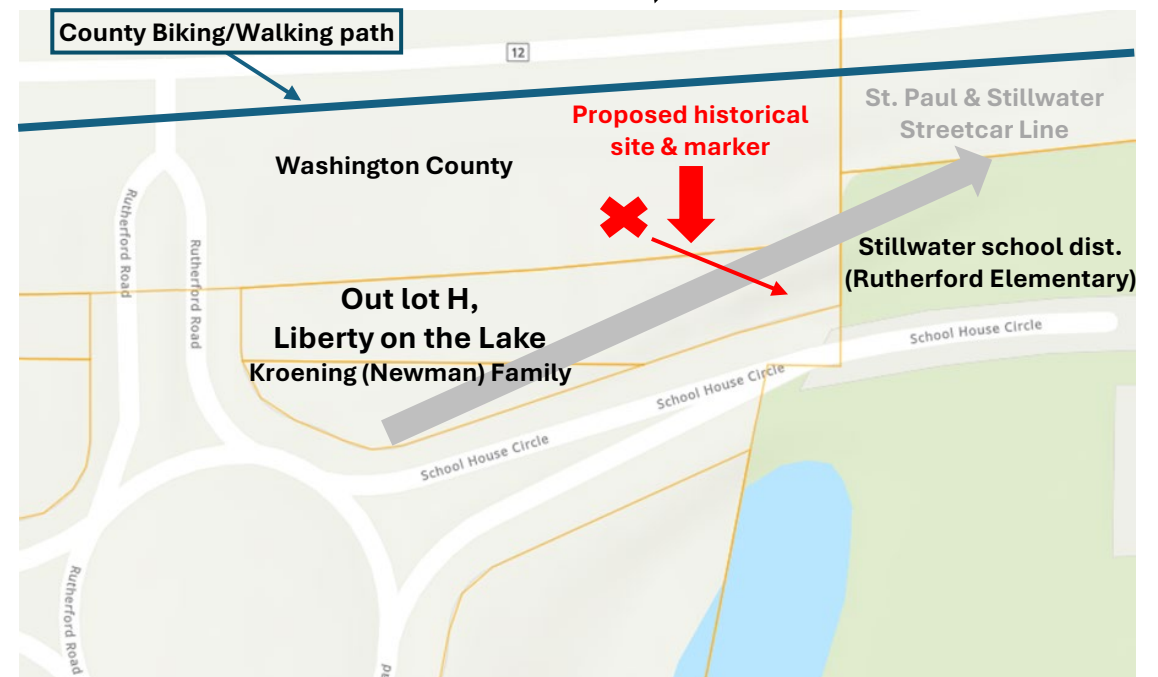 County Biking/Walking path
12
St. Paul & Stillwater
Streetcar Line
Proposed historical
site & marker
Washington County
Rutherford Road
Rutherford Road
Stillwater school dist.
(Rutherford Elementary)
Out lot H,
Liberty on the Lake
Kroening (Newman) Family
School House Circle
School House Circle
School House Circle
Rutherford Road